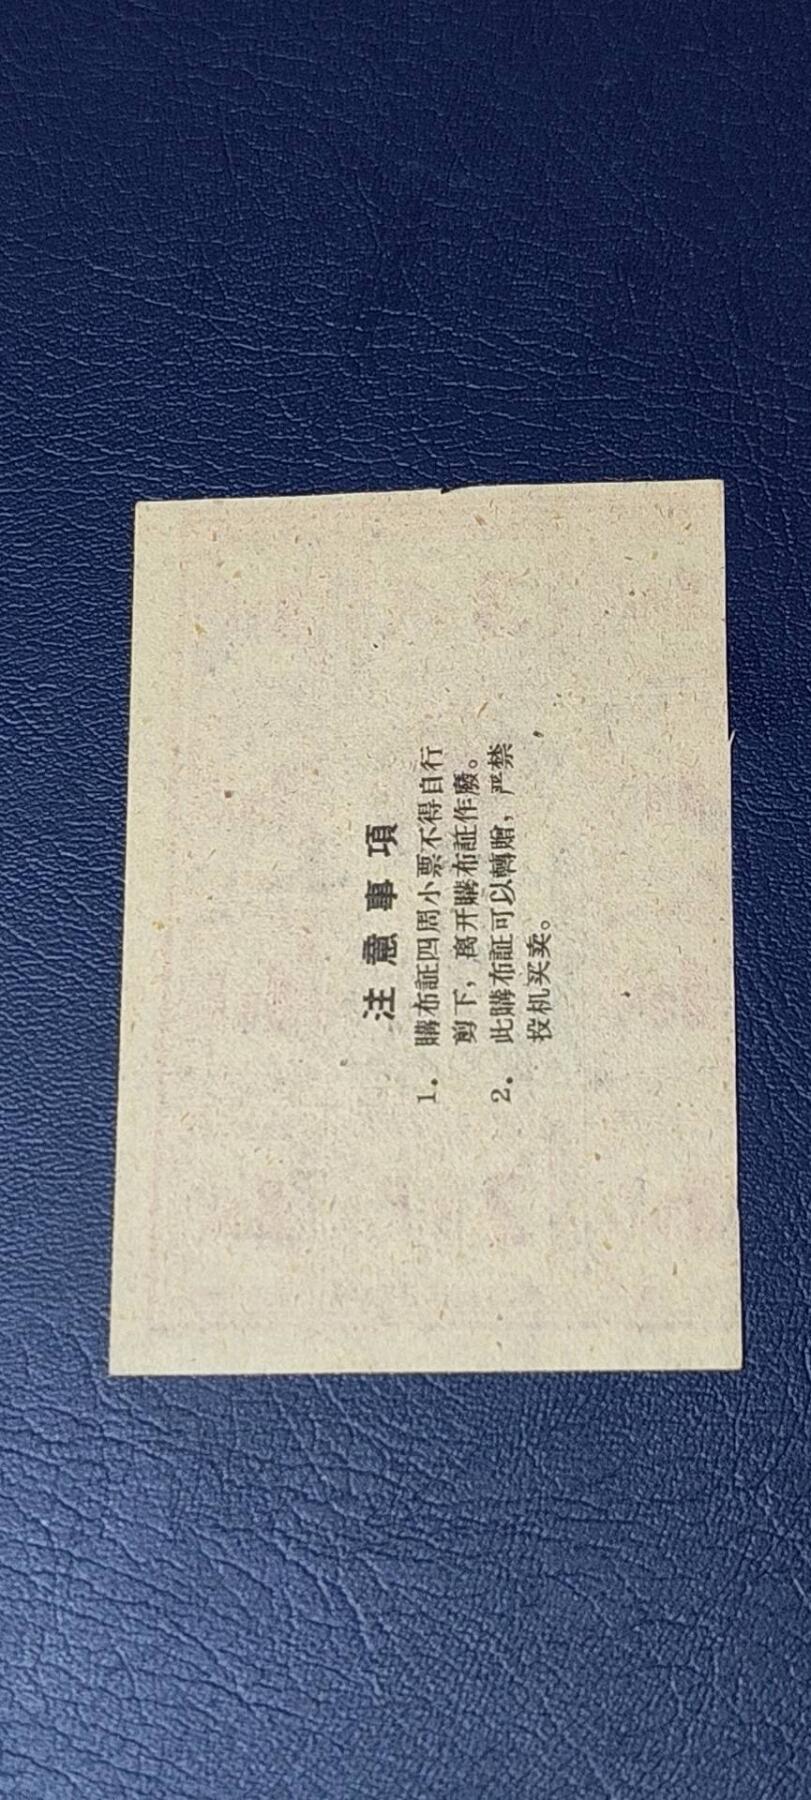 注意事項
1. 購布証四周小票不得自行
剪下，离开購布証作廢。
2. 此購布証可以轉贈，严禁
投机买卖。